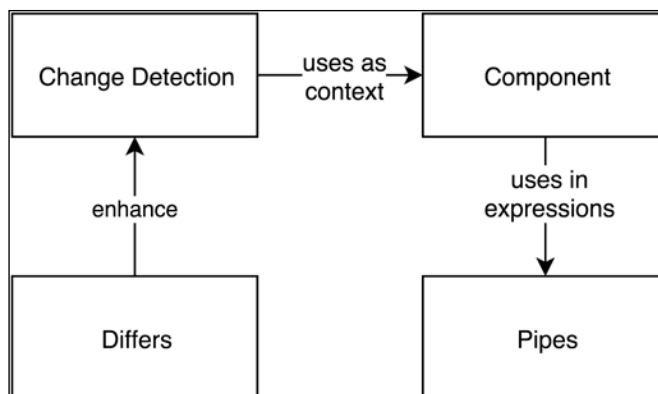 Change Detection
uses as
context
Component
enhance
uses in
expressions
Differs
Pipes